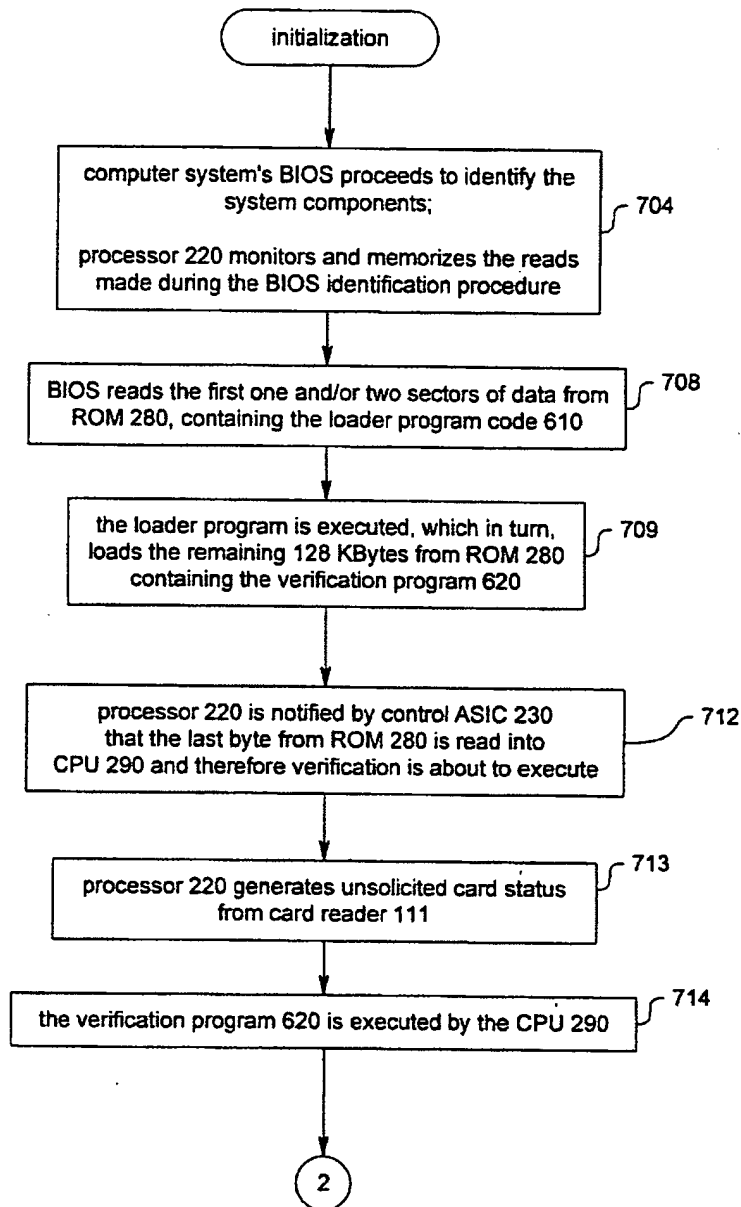 initialization
computer system's BIOS proceeds to identify the
system components;
processor 220 monitors and memorizes the reads
made during the BIOS identification procedure
704
BIOS reads the first one and/or two sectors of data from
ROM 280, containing the loader program code 610
708
the loader program is executed, which in turn,
loads the remaining 128 KBytes from ROM 280
containing the verification program 620
709
processor 220 is notified by control ASIC 230
that the last byte from ROM 280 is read into
CPU 290 and therefore verification is about to execute
712
processor 220 generates unsolicited card status
from card reader 111
713
the verification program 620 is executed by the CPU 290
714
2